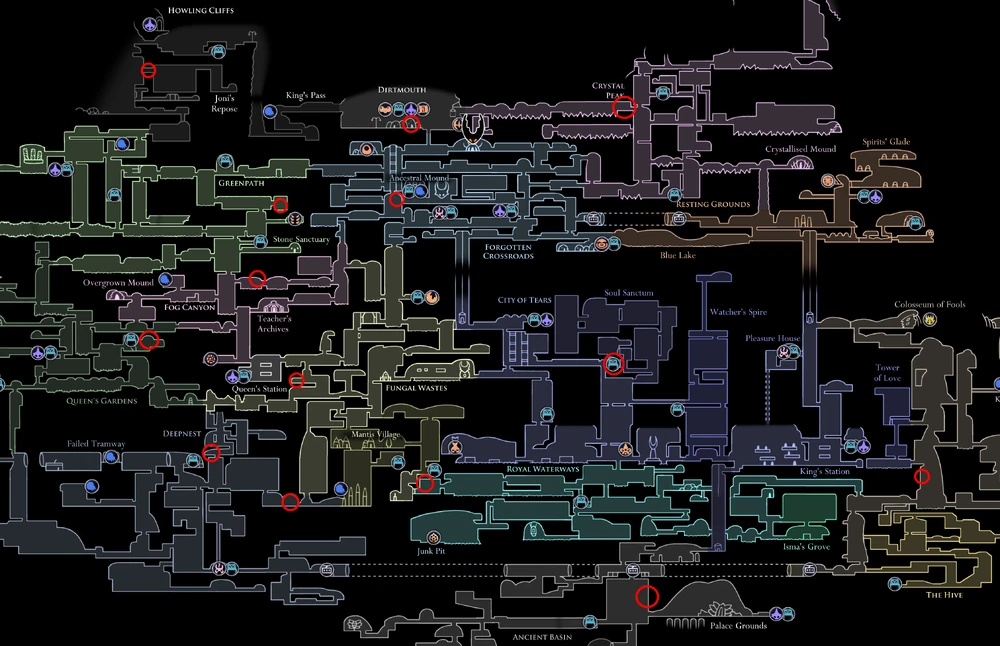 HOWLING CLIFFS
Joni's
Repose
King's Pass
DIRTMOUTH
CRYSTAL
PEAK
Crystallised Mound
Spirits' Glade
GREENPATH
Ancestral Mound
RESTING GROUNDS
Stone Sanctuary
FORGOTTEN
CROSSROADS
Blue Lake
Overgrown Mound
FOG CANYON
Teacher's
Archives
CITY OF TEARS
Soul Sanctum
Watcher's Spire
Colosseum of Fools
Pleasure House
Tower
of Love
Queen's Station
FUNGAL WASTES
QUEEN'S GARDENS
DEEPNEST
Mantis Village
Failed Tramway
ROYAL WATERWAYS
King's Station
Junk Pit
Isma's Grove
THE HIVE
ANCIENT BASIN
Palace Grounds